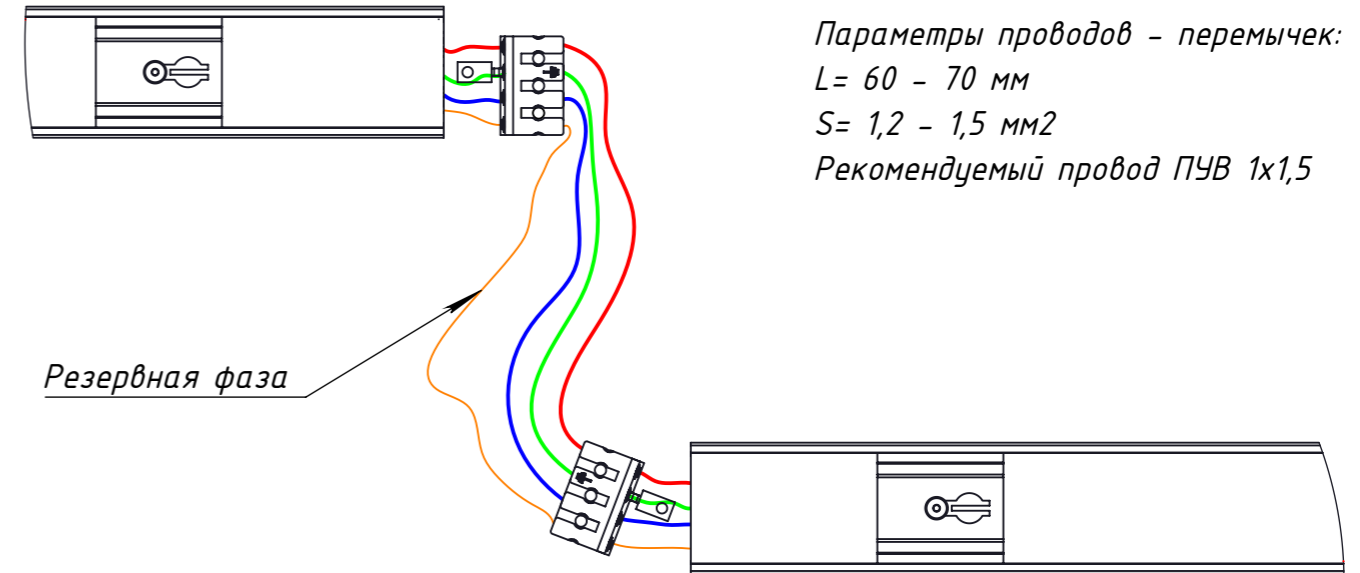 Параметры проводов - перемычек:
L= 60 - 70 мм
S= 1,2 - 1,5 мм2
Рекомендуемый провод ПУВ 1х1,5
Резервная фаза